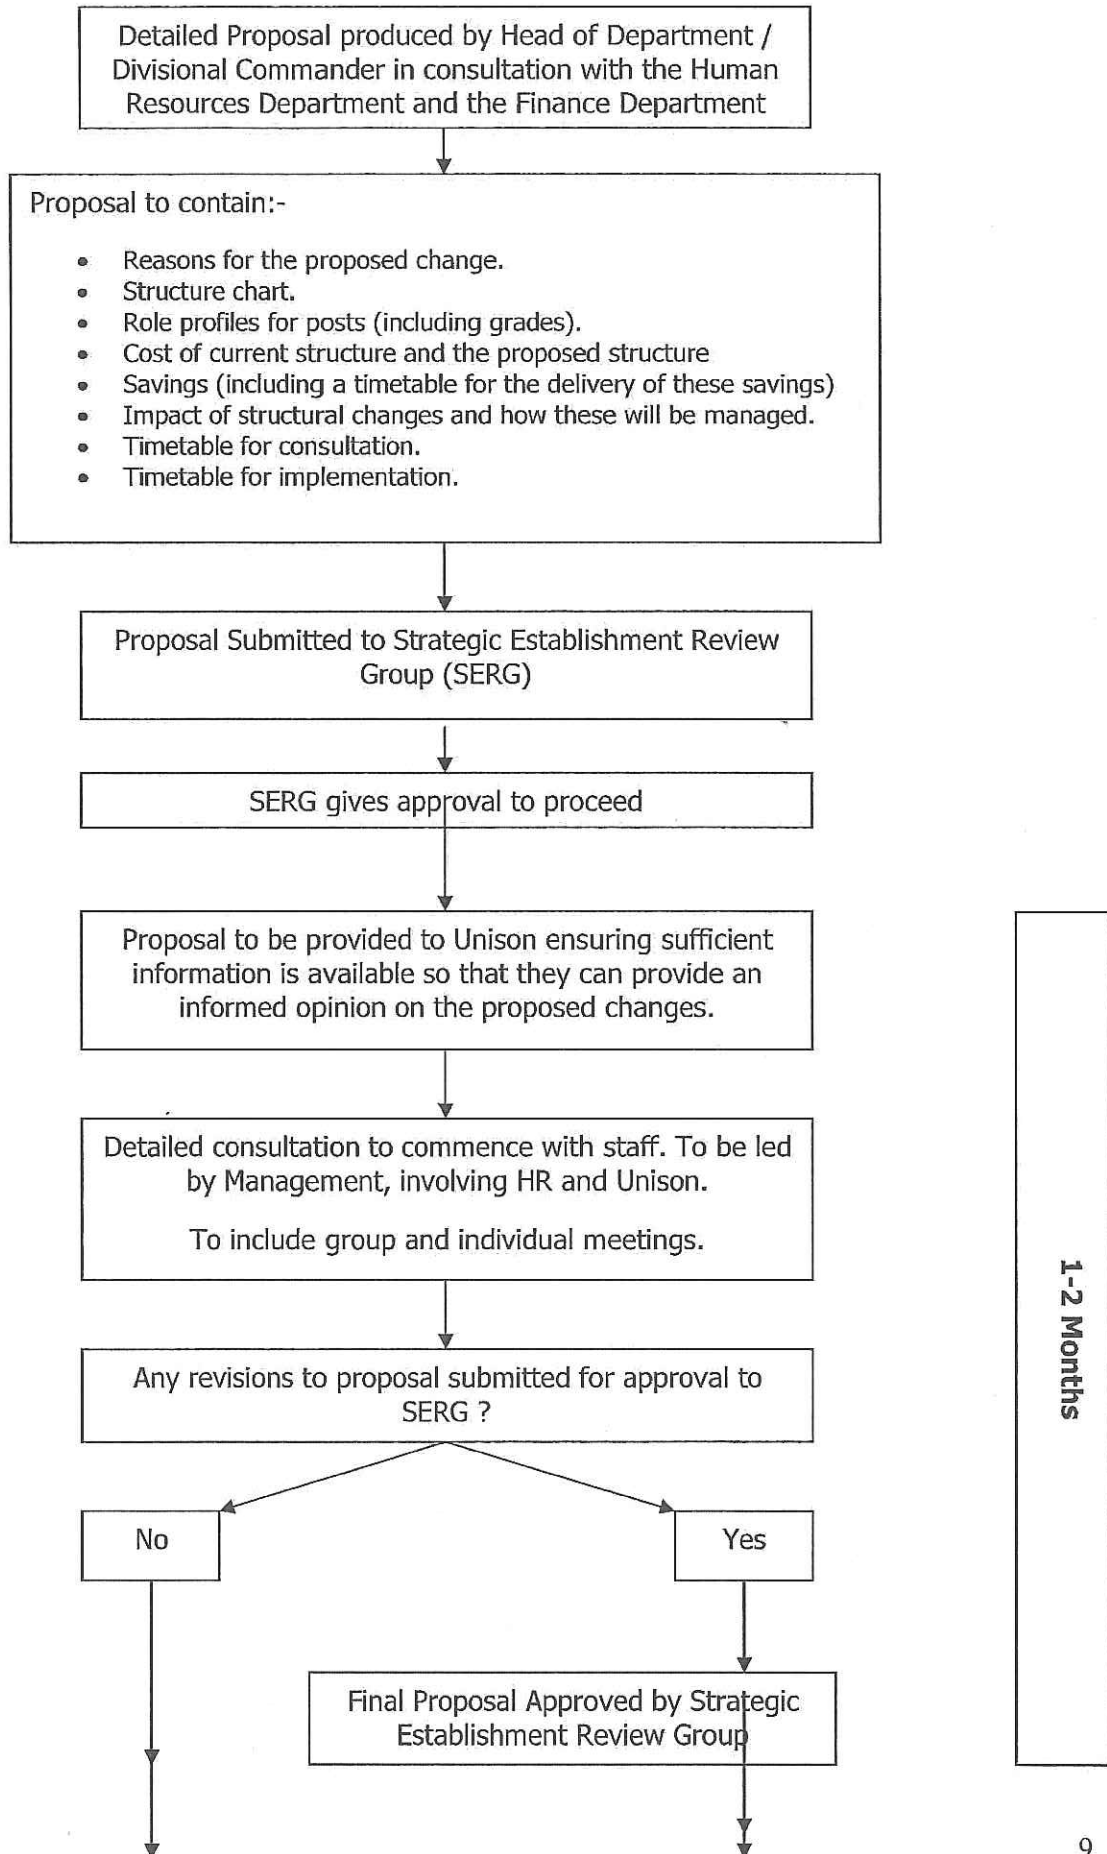 Detailed Proposal produced by Head of Department /
Divisional Commander in consultation with the Human
Resources Department and the Finance Department
Proposal to contain:-
• Reasons for the proposed change.
• Structure chart.
• Role profiles for posts (including grades).
• Cost of current structure and the proposed structure
• Savings (including a timetable for the delivery of these savings)
• Impact of structural changes and how these will be managed.
• Timetable for consultation.
• Timetable for implementation.
Proposal Submitted to Strategic Establishment Review
Group (SERG)
SERG gives approval to proceed
Proposal to be provided to Unison ensuring sufficient
information is available so that they can provide an
informed opinion on the proposed changes.
Detailed consultation to commence with staff. To be led
by Management, involving HR and Unison.
To include group and individual meetings.
1-2 Months
Any revisions to proposal submitted for approval to
SERG ?
No
Yes
Final Proposal Approved by Strategic
Establishment Review Group
9